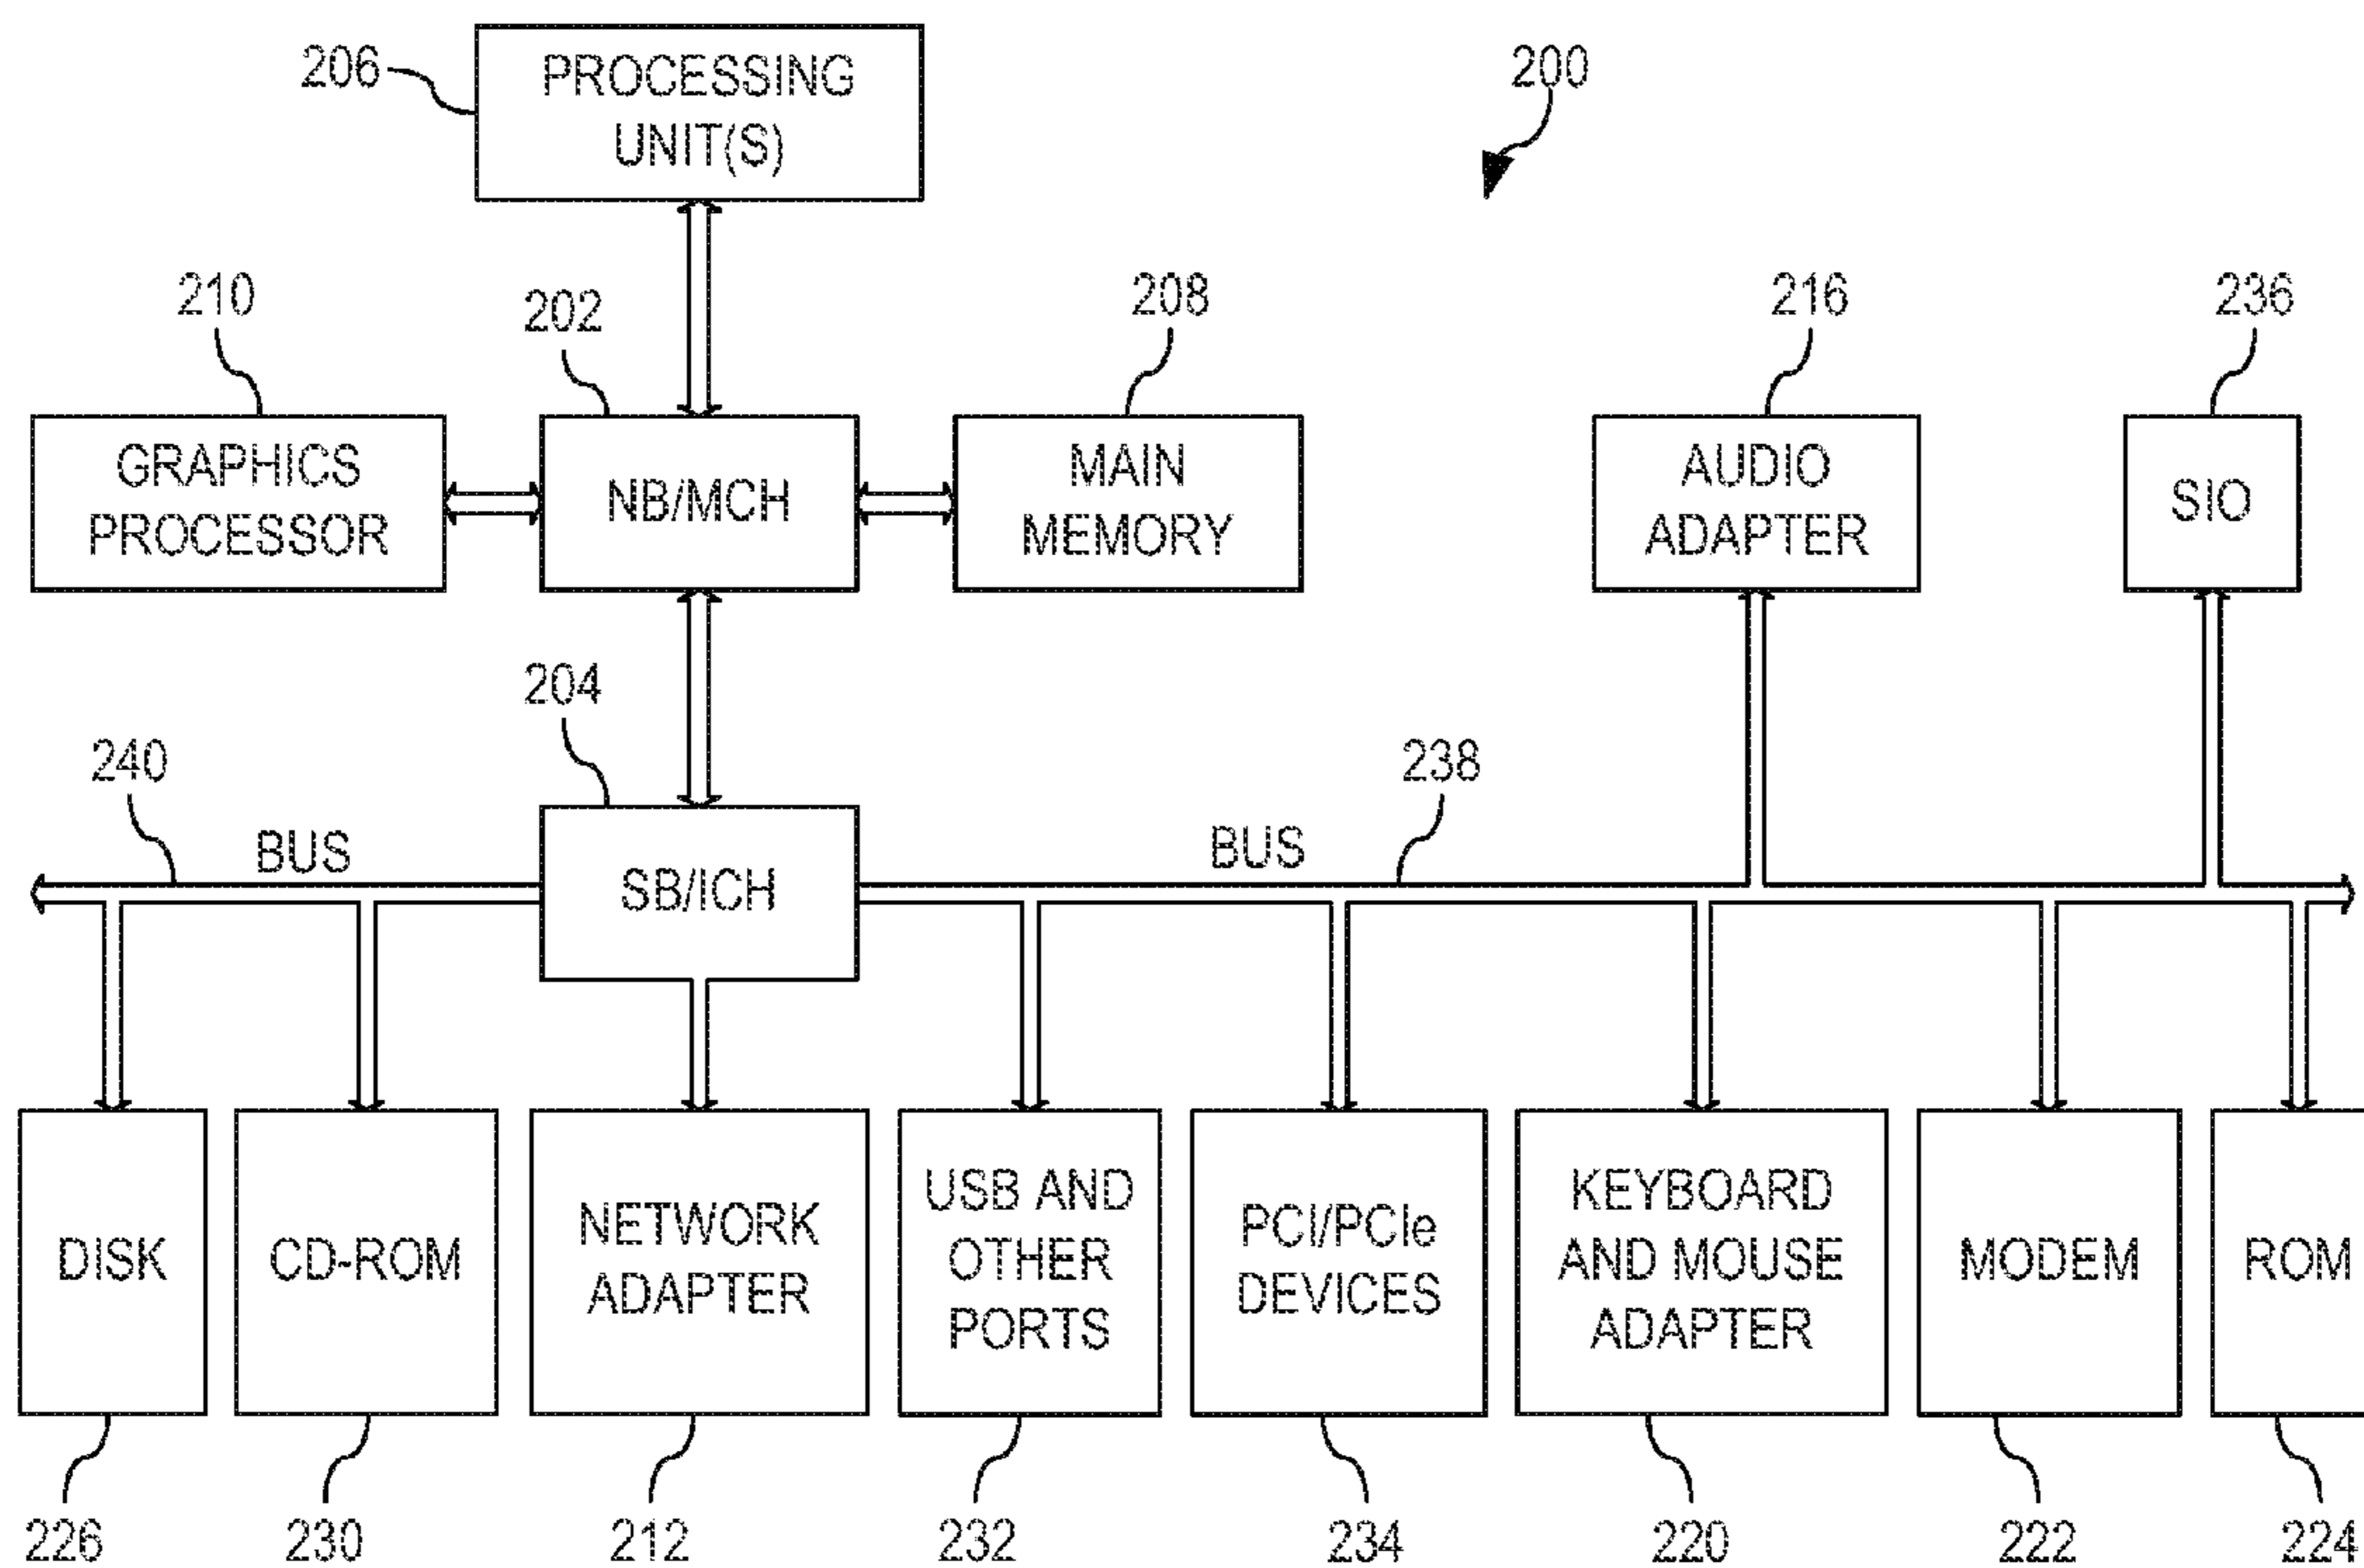 206
PROCESSING
UNIT(S)
200
210
202
208
216
236
GRAPHICS
PROCESSOR
NB/MCH
MAIN
MEMORY
AUDIO
ADAPTER
SIO
204
240
238
BUS
BUS
SB/ICH
DISK
CD-ROM
NETWORK
ADAPTER
USB AND
OTHER
PORTS
PCI/PCIe
DEVICES
KEYBOARD
AND MOUSE
ADAPTER
MODEM
ROM
226
230
212
232
234
220
222
224